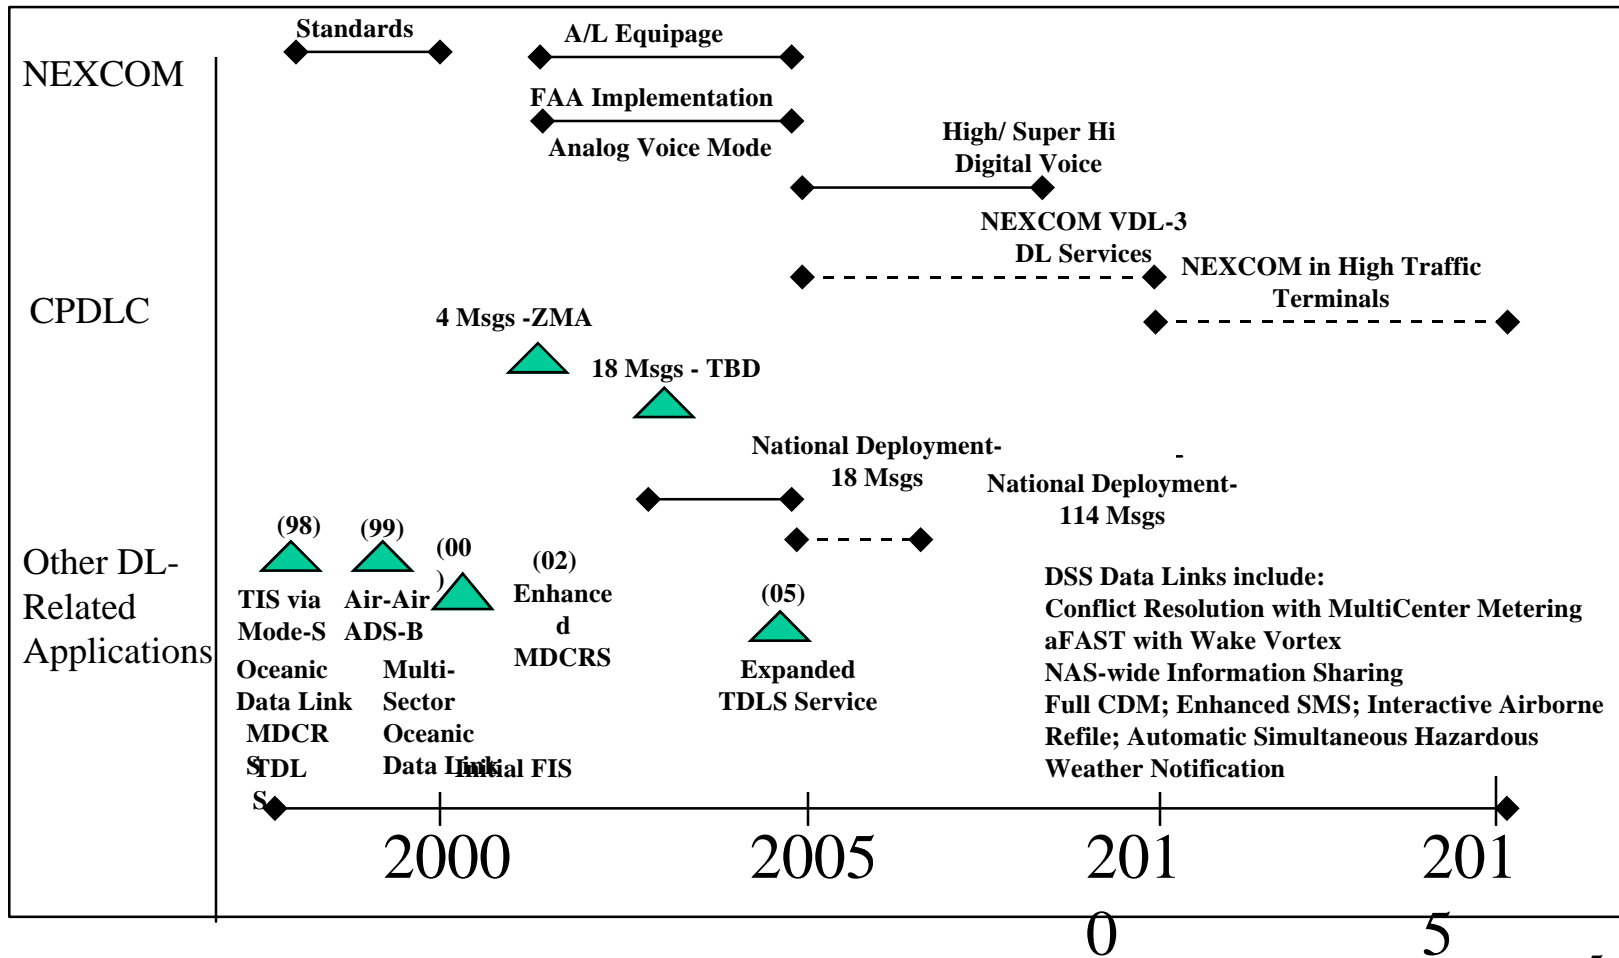 Standards
A/L Equipage
NEXCOM
FAA Implementation
Analog Voice Mode
High/ Super Hi
Digital Voice
NEXCOM VDL-3
DL Services
NEXCOM in High Traffic
Terminals
CPDLC
4 Msgs -ZMA
18 Msgs - TBD
National Deployment-
18 Msgs
-
National Deployment-
114 Msgs
Other DL-
Related
Applications
(98)
TIS via
Mode-S
Oceanic
Data Link
MDCR
S
TDL
S
(99)
Air-Air
ADS-B
Multi-
Sector
Oceanic
Data Link
(00
)
Initial FIS
(02)
Enhance
d
MDCRS
(05)
Expanded
TDLS Service
DSS Data Links include:
Conflict Resolution with MultiCenter Metering
aFAST with Wake Vortex
NAS-wide Information Sharing
Full CDM; Enhanced SMS; Interactive Airborne
Refile; Automatic Simultaneous Hazardous
Weather Notification
2000
2005
201
0
201
5